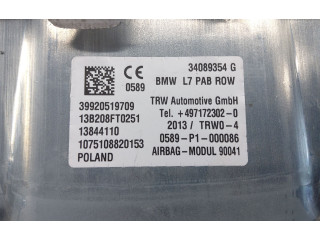 34089354 G
CE 0589
BMW L7 PAB ROW
39920519709
TRW Automotive GmbH
13B208FT0251
Tel. +497172302-0
13844110
2013 / TRW0-4
1075108820153
0589-P1-000086
POLAND
AIRBAG-MODUL 90041